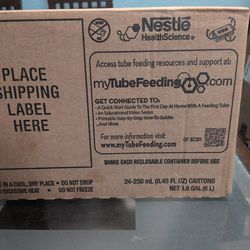 Nestlé
HealthScience®
PLACE
SHIPPING
LABEL
HERE
Access tube feeding resources and support at:
myTubeFeeding.com
GET CONNECTED TO:
• A Quick Start Guide To The First Day At Home With A Feeding Tube
• An Educational Video Series
• Printable Step-by-Step How-To Guides
...And More
For more information visit
www.mytubefeeding.com
or scan:
SHAKE EACH RECLOSABLE CONTAINER BEFORE USE
IN A COOL, DRY PLACE • DO NOT DROP
EXCESSIVE HEAT • DO NOT FREEZE
24-250 mL (8.45 FL OZ) CARTONS
NET 1.6 GAL (6 L)